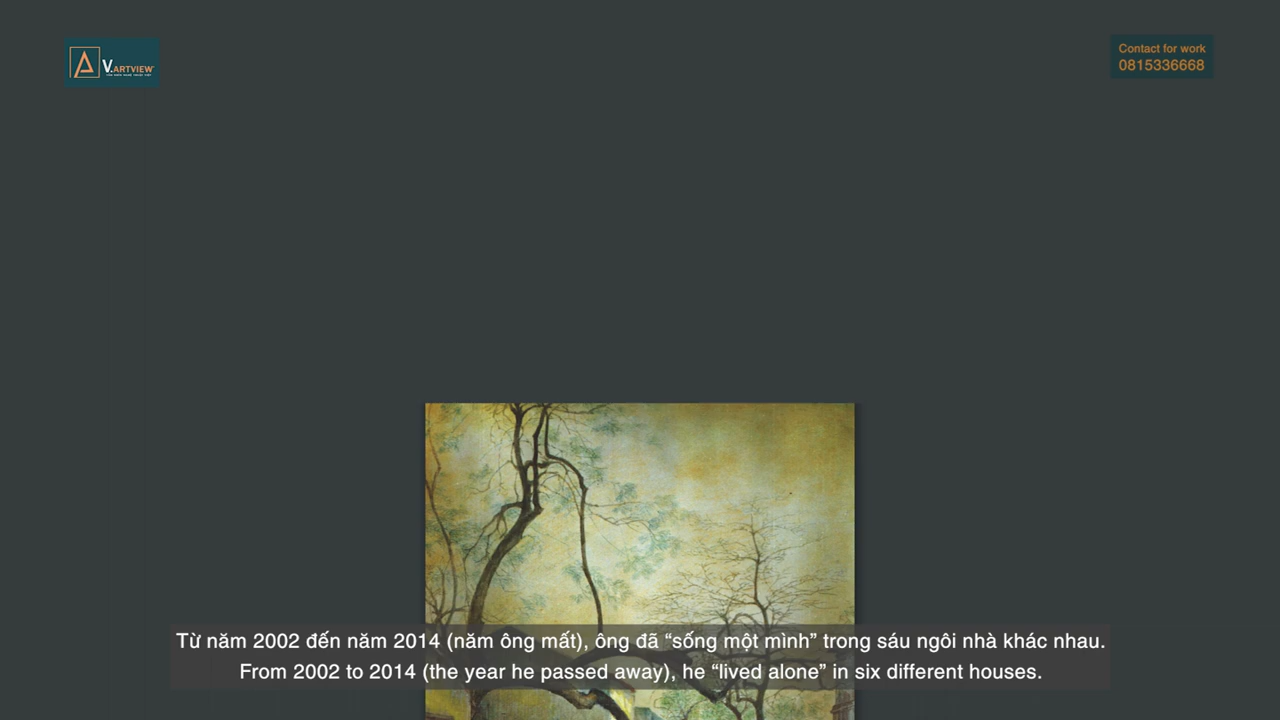 V.ARTVIEW
Contact for work
0815336668
Từ năm 2002 đến năm 2014 (năm ông mất), ông đã “sống một mình” trong sáu ngôi nhà khác nhau.
From 2002 to 2014 (the year he passed away), he “lived alone” in six different houses.